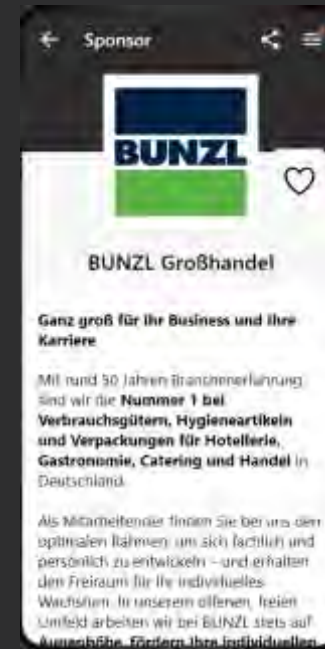 Sponsor
BUNZL
BUNZL Großhandel
Ganz groß für Ihr Business und Ihre
Karriere
Mit rund 50 Jahren Branchenerfahrung
sind wir die Nummer 1 bei
Verbrauchsgütern, Hygieneartikeln
und Verpackungen für Hotellerie,
Gastronomie, Catering und Handel in
Deutschland.
Als Mitarbeitender finden Sie bei uns den
optimalen Rahmen, um sich fachlich und
persönlich zu entwickeln – und erhalten
den Freiraum für Ihr individuelles
Wachstum. In unserem offenen, freien
Umfeld arbeiten wir bei BUNZL stets auf
Augenhöhe, fördern Ihre individuellen